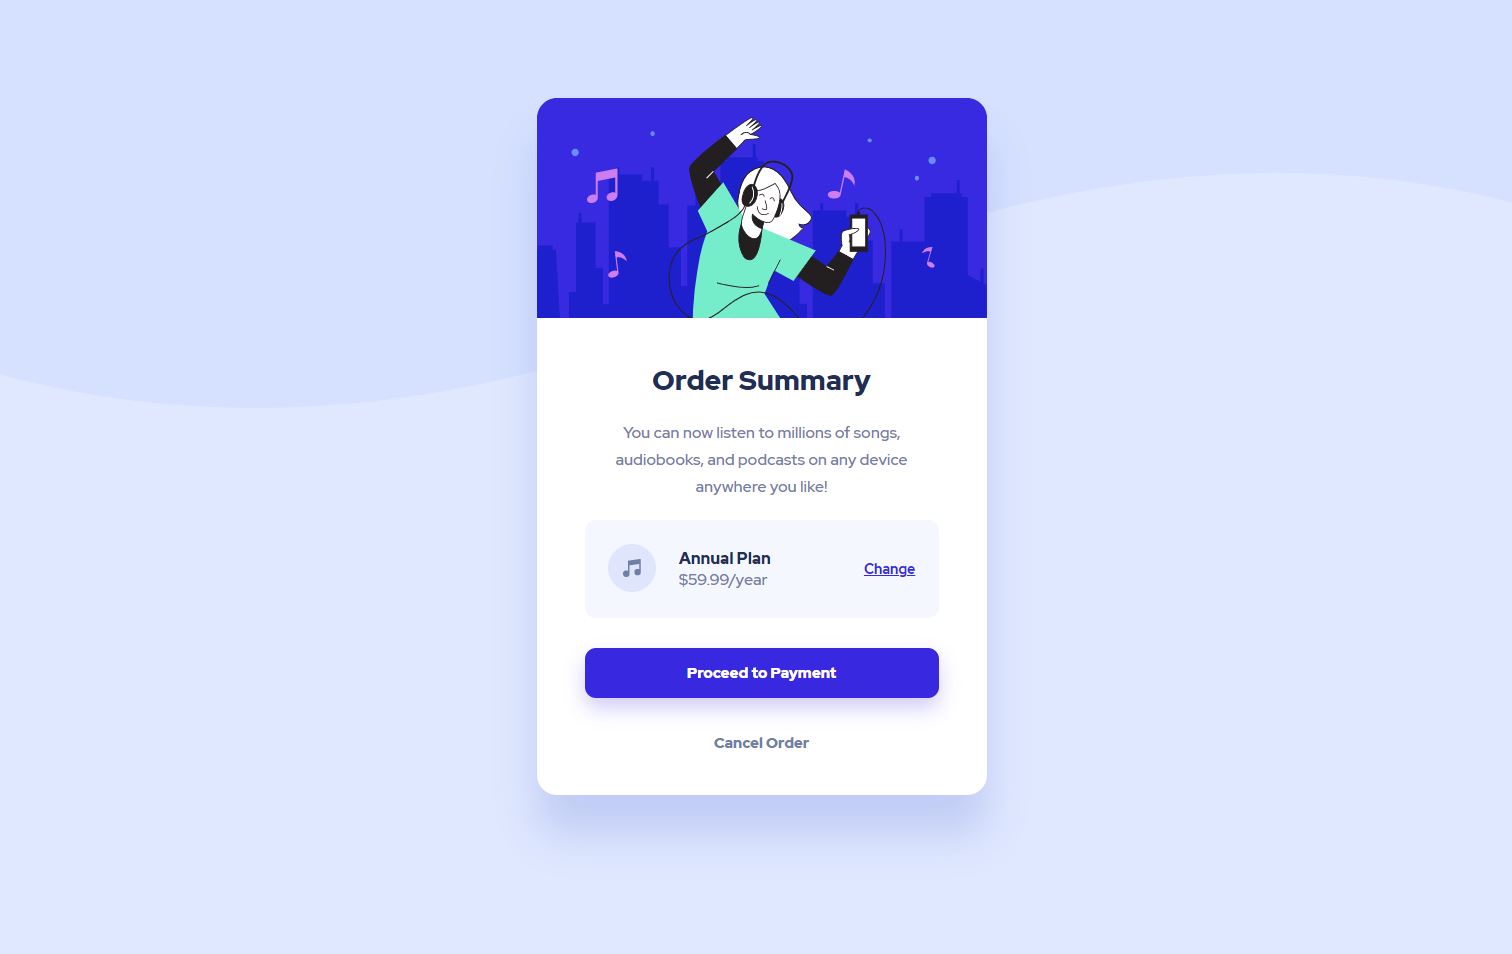 Order Summary
You can now listen to millions of songs,
audiobooks, and podcasts on any device
anywhere you like!
Annual Plan
$59.99/year
Change
Proceed to Payment
Cancel Order